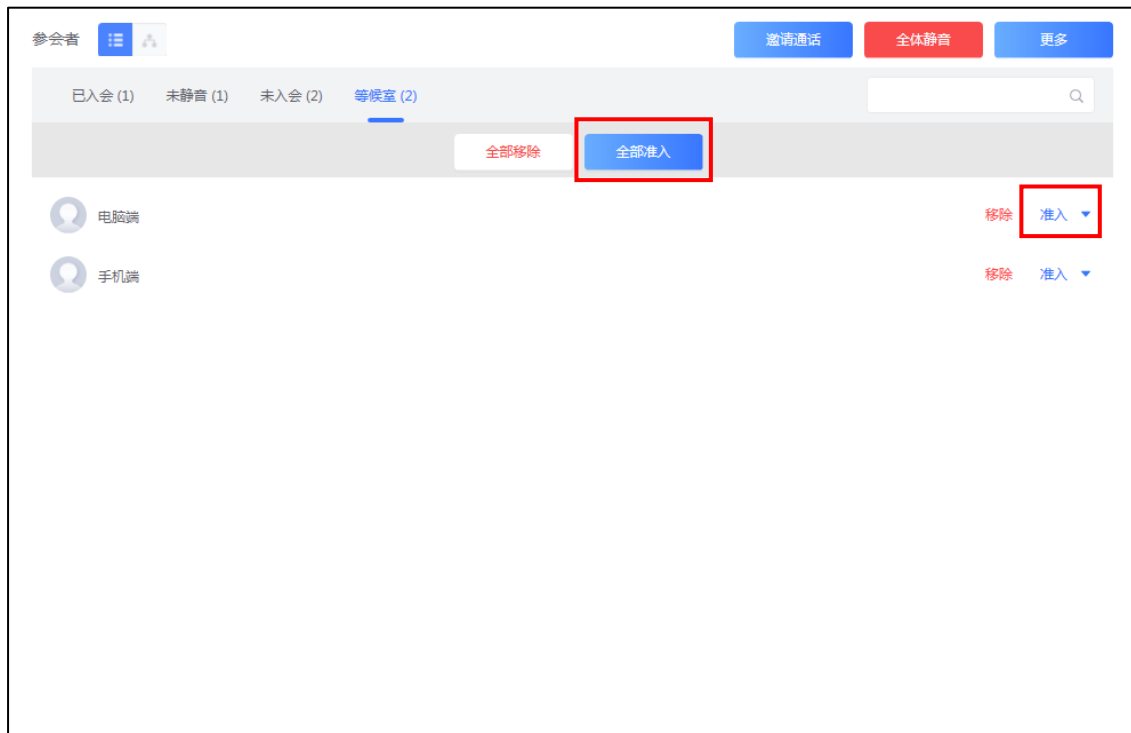 参会者 邀请通话 全体静音 更多
已入会 (1) 未静音 (1) 未入会 (2) 等候室 (2)
全部移除 全部准入
电脑端 移除 准入
手机端 移除 准入